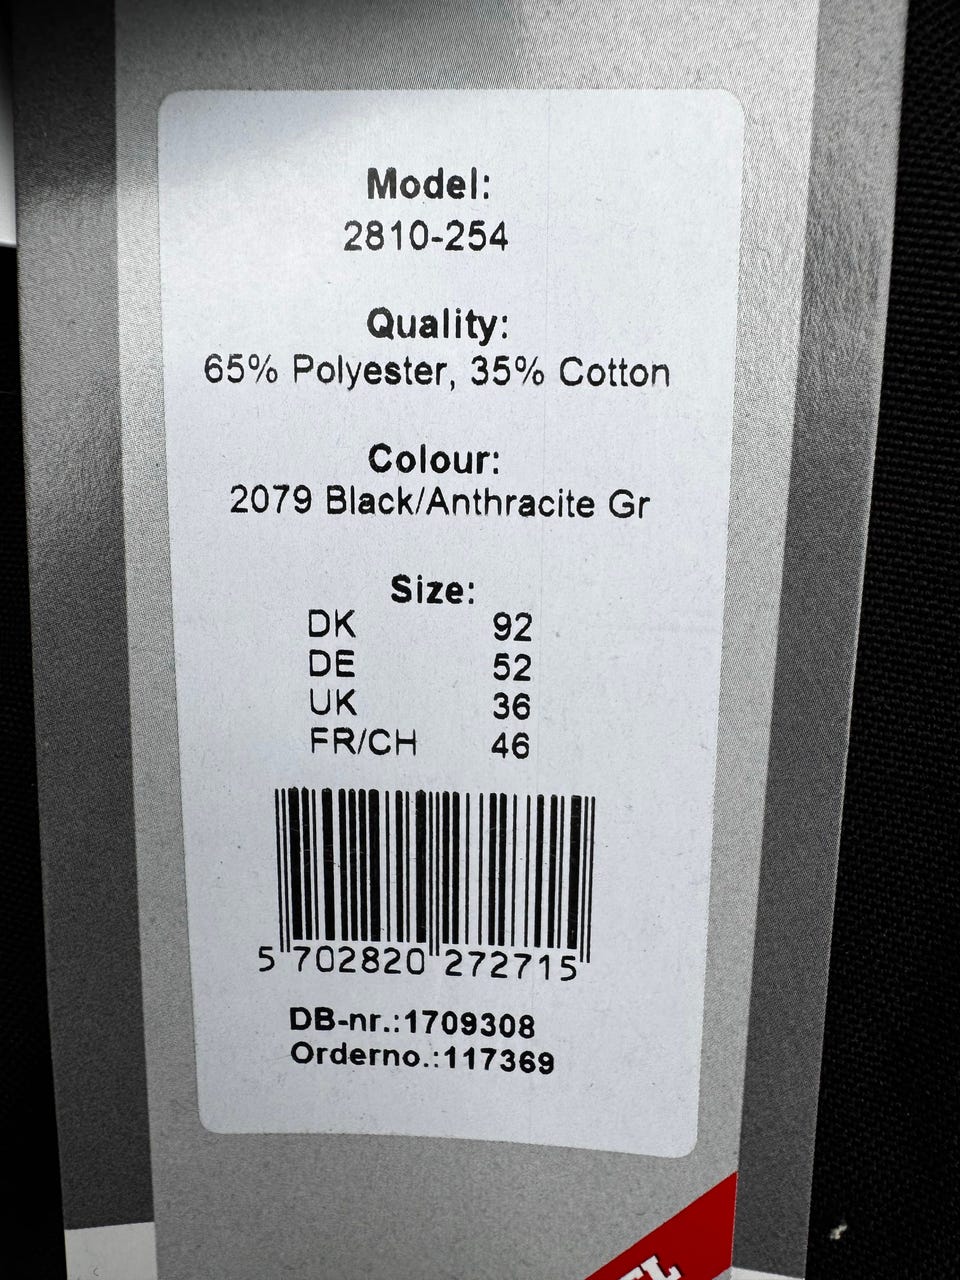 Model:
2810-254
Quality:
65% Polyester, 35% Cotton
Colour:
2079 Black/Anthracite Gr
Size:
DK 92
DE 52
UK 36
FR/CH 46
5 702820 272715
DB-nr.:1709308
Orderno.:117369